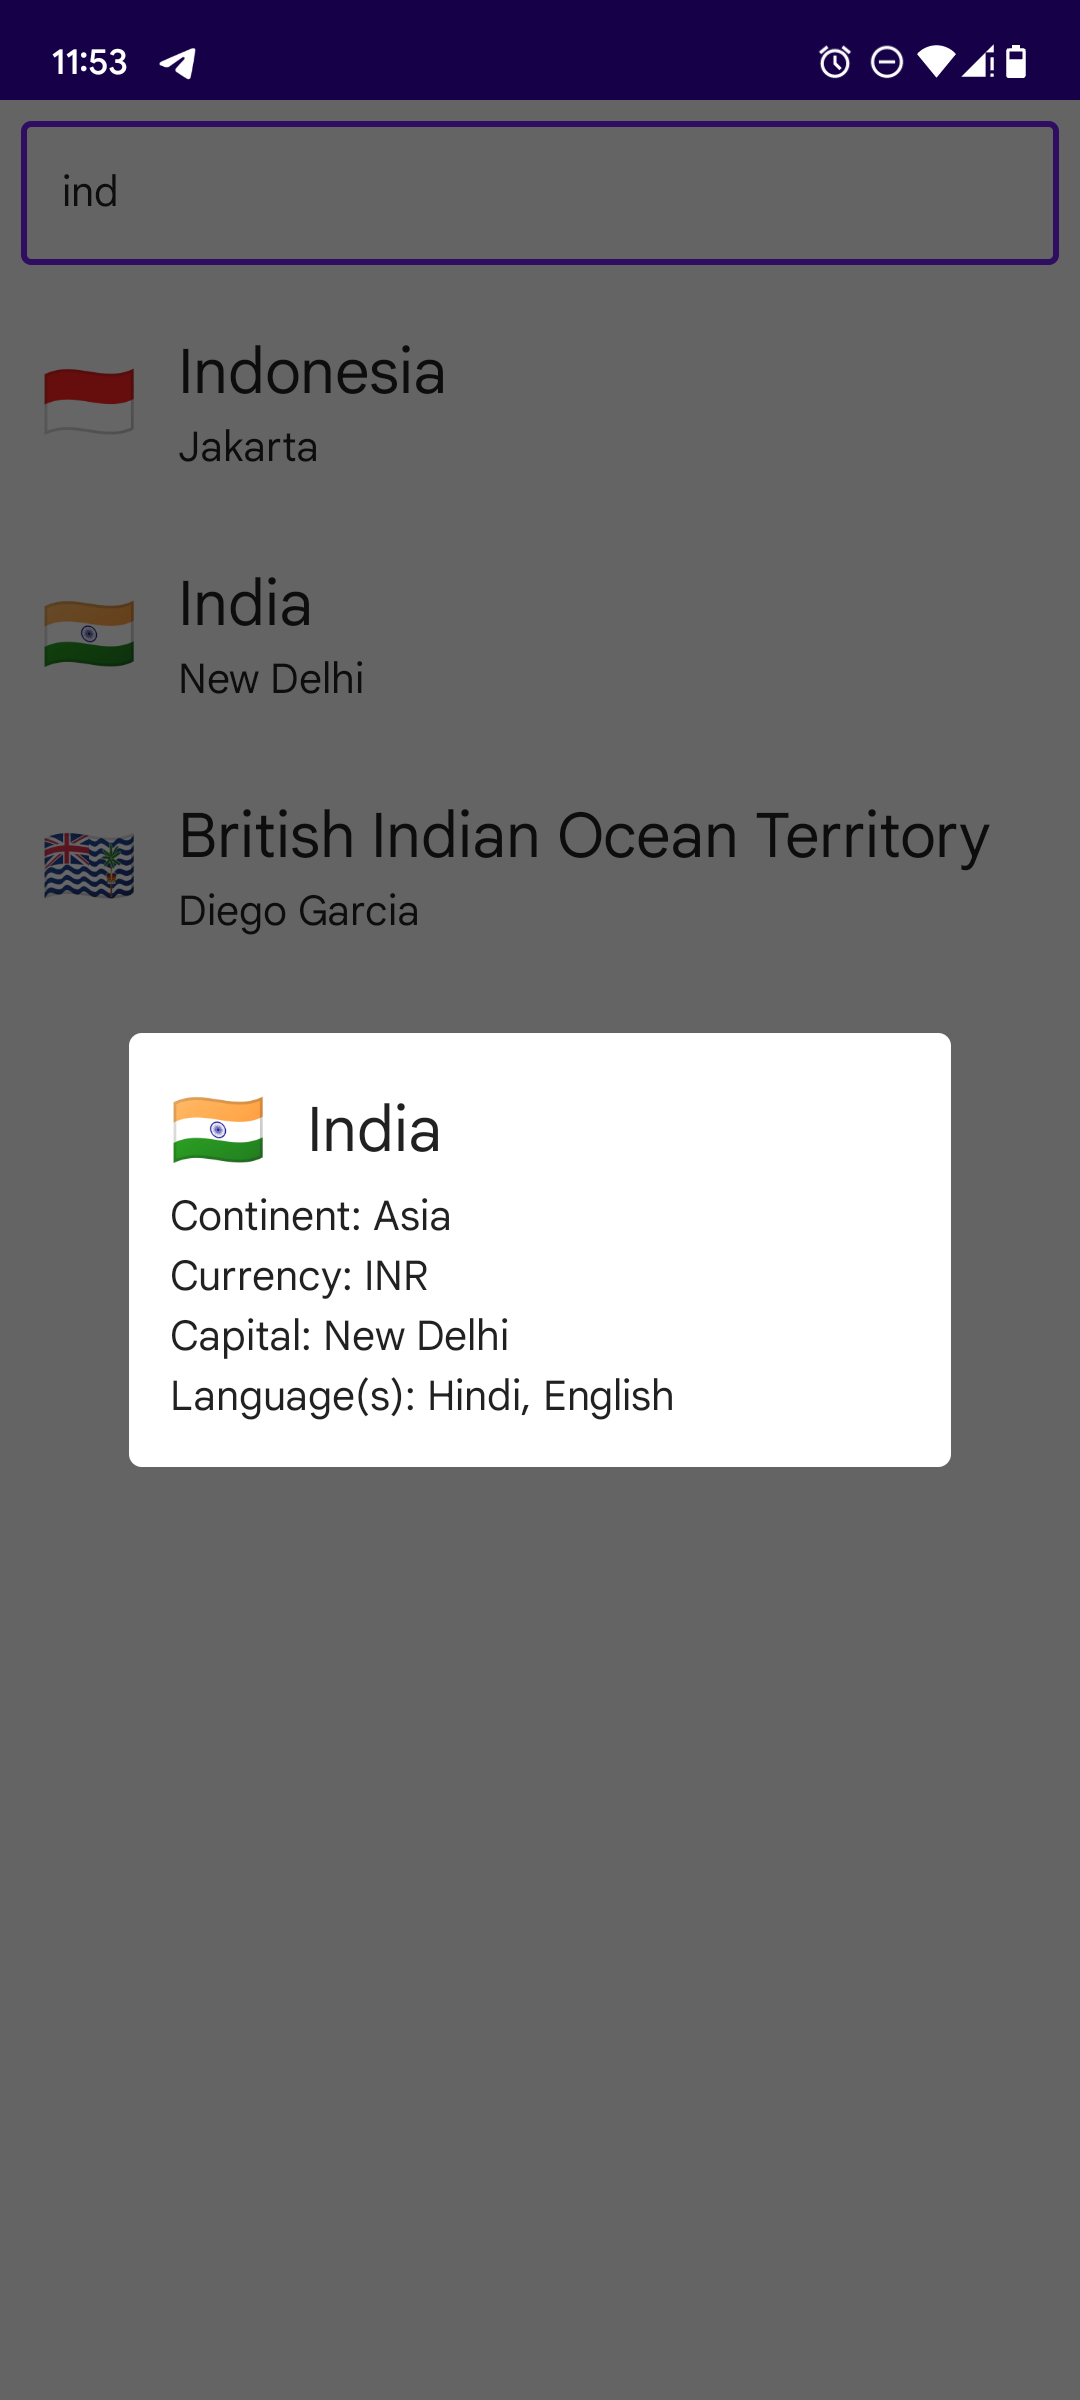 11:53
ind
Indonesia
Jakarta
India
New Delhi
British Indian Ocean Territory
Diego Garcia
India
Continent: Asia
Currency: INR
Capital: New Delhi
Language(s): Hindi, English